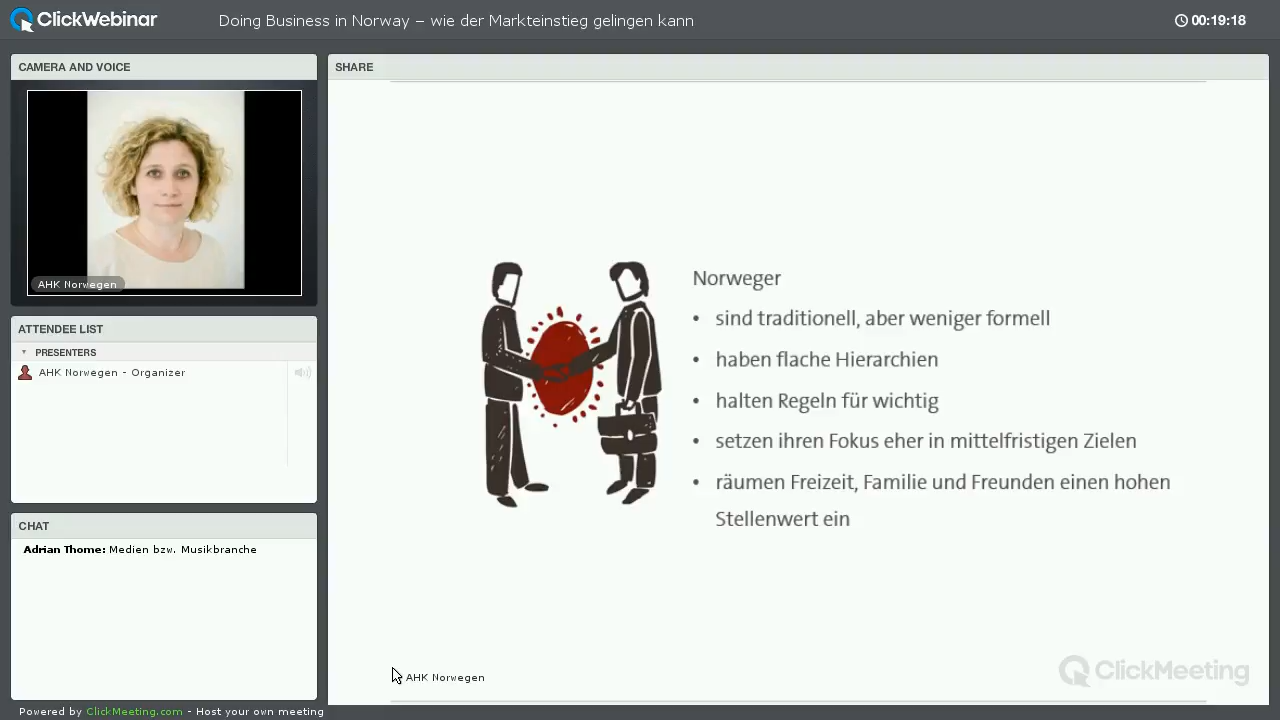 ClickWebinar
Doing Business in Norway – wie der Markteinstieg gelingen kann
00:19:18
CAMERA AND VOICE
AHK Norwegen
ATTENDEE LIST
PRESENTERS
AHK Norwegen - Organizer
CHAT
Adrian Thome: Medien bzw. Musikbranche
SHARE
Norweger
• sind traditionell, aber weniger formell
• haben flache Hierarchien
• halten Regeln für wichtig
• setzen ihren Fokus eher in mittelfristigen Zielen
• räumen Freizeit, Familie und Freunden einen hohen
Stellenwert ein
AHK Norwegen
ClickMeeting
Powered by ClickMeeting.com - Host your own meeting